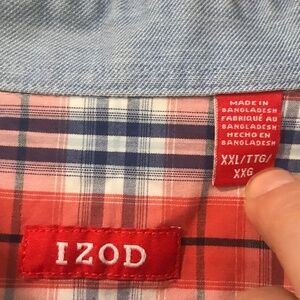 MADE IN
BANGLADESH
FABRIQUÉ AU
BANGLADESH
HECHO EN
BANGLADESH
XXL/TTG/
XXG
IZOD